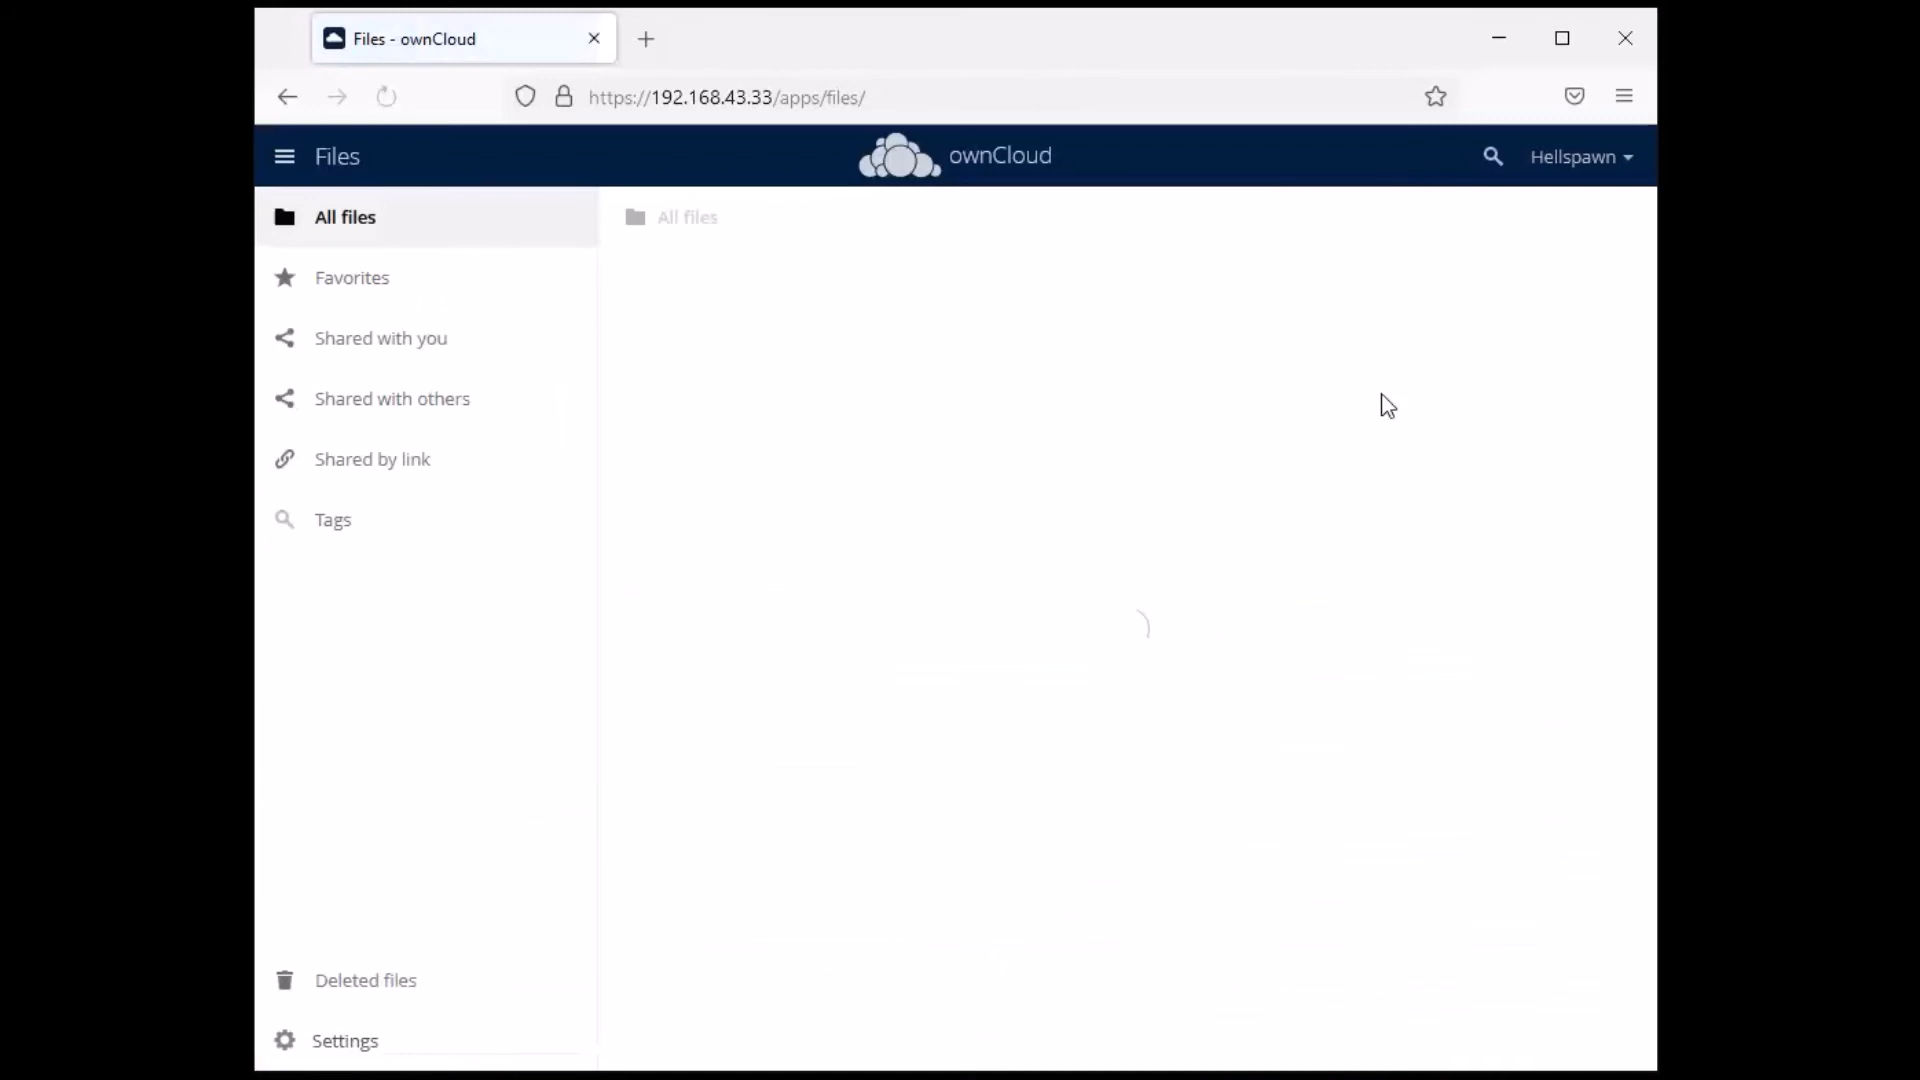 Files - ownCloud
https://192.168.43.33/apps/files/
Files
ownCloud
Hellspawn
All files
All files
Favorites
Shared with you
Shared with others
Shared by link
Tags
Deleted files
Settings